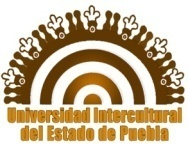 Universidad Intercultural
del Estado de Puebla